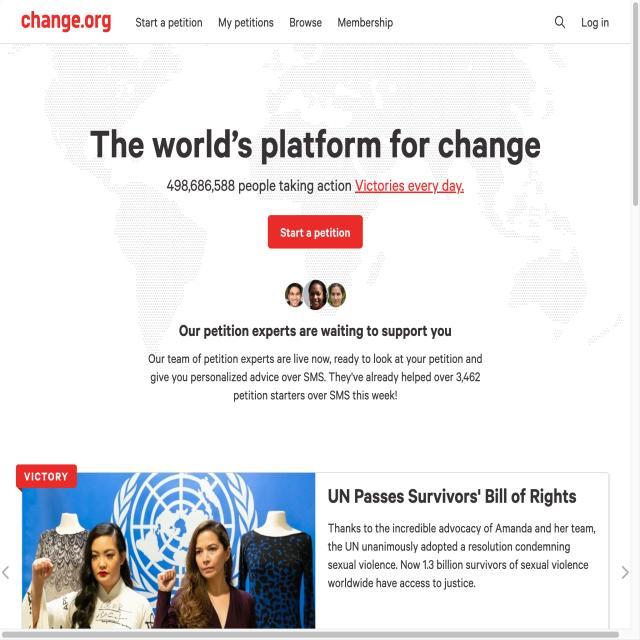 change.org
Start a petition
My petitions
Browse
Membership
Log in
The world's platform for change
498,686,588 people taking action Victories every day.
Start a petition
Our petition experts are waiting to support you
Our team of petition experts are live now, ready to look at your petition and
give you personalized advice over SMS. They've already helped over 3,462
petition starters over SMS this week!
VICTORY
UN Passes Survivors' Bill of Rights
Thanks to the incredible advocacy of Amanda and her team,
the UN unanimously adopted a resolution condemning
sexual violence. Now 1.3 billion survivors of sexual violence
worldwide have access to justice.